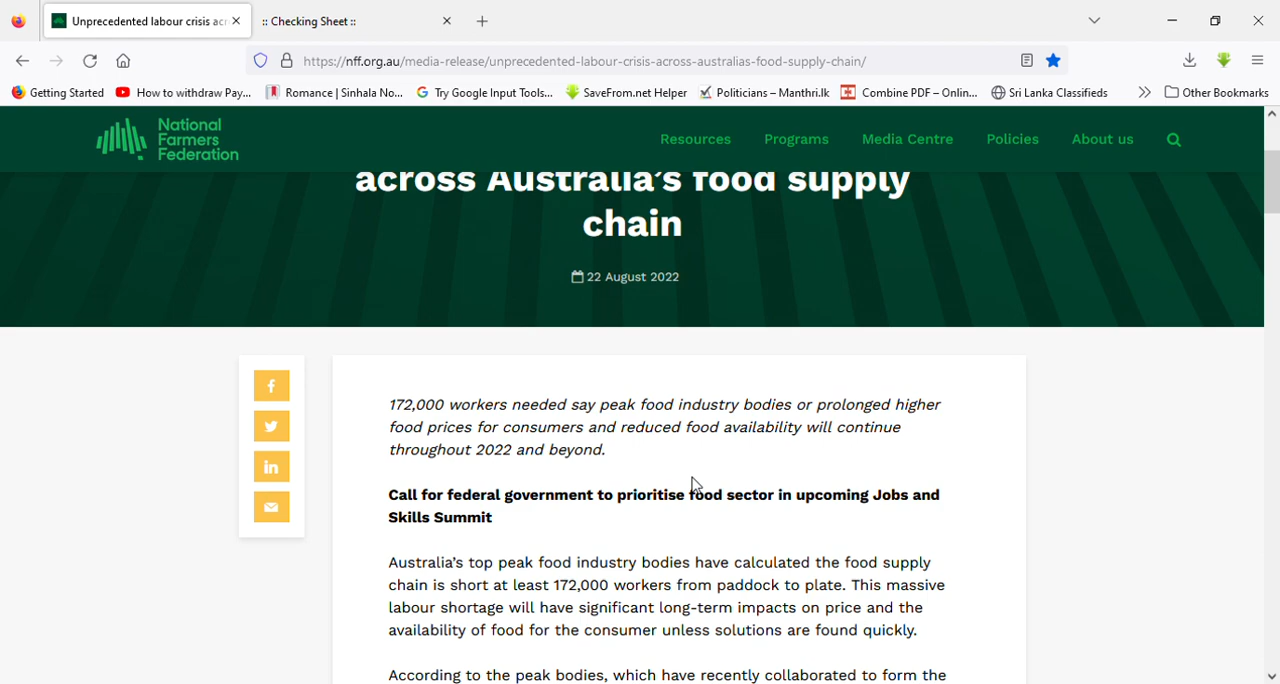 Unprecedented labour crisis acr
:: Checking Sheet ::
https://nff.org.au/media-release/unprecedented-labour-crisis-across-australias-food-supply-chain/
Getting Started
How to withdraw Pay...
Romance | Sinhala No...
Try Google Input Tools...
SaveFrom.net Helper
Politicians – Manthri.lk
Combine PDF – Onlin...
Sri Lanka Classifieds
Other Bookmarks
National
Farmers
Federation
Resources
Programs
Media Centre
Policies
About us
across Australia's food supply
chain
22 August 2022
172,000 workers needed say peak food industry bodies or prolonged higher
food prices for consumers and reduced food availability will continue
throughout 2022 and beyond.
Call for federal government to prioritise food sector in upcoming Jobs and
Skills Summit
Australia's top peak food industry bodies have calculated the food supply
chain is short at least 172,000 workers from paddock to plate. This massive
labour shortage will have significant long-term impacts on price and the
availability of food for the consumer unless solutions are found quickly.
According to the peak bodies, which have recently collaborated to form the